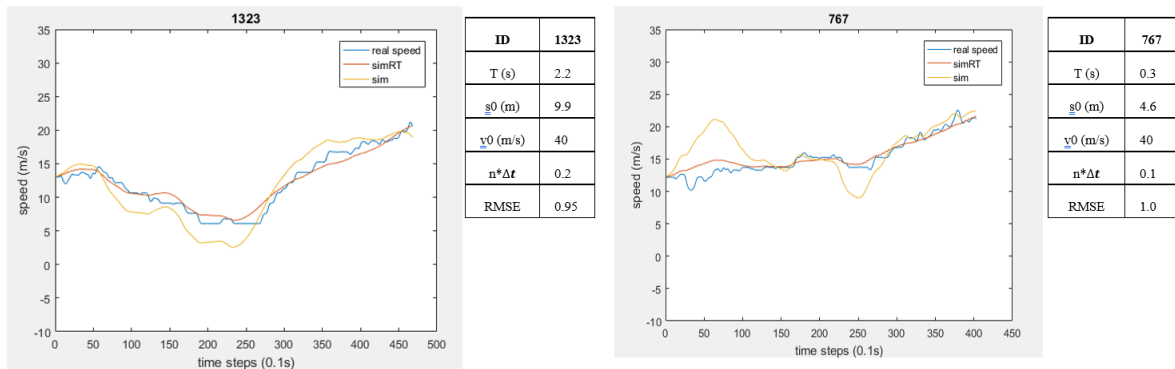 1323
35
30
25
20
15
10
5
0
-5
-10
speed (m/s)
0 50 100 150 200 250 300 350 400 450 500
time steps (0.1s)
real speed
simRT
sim
ID 1323
T (s) 2.2
s0 (m) 9.9
v0 (m/s) 40
n*Δt 0.2
RMSE 0.95
767
35
30
25
20
15
10
5
0
-5
-10
speed (m/s)
0 50 100 150 200 250 300 350 400 450
time steps (0.1s)
real speed
simRT
sim
ID 767
T (s) 0.3
s0 (m) 4.6
v0 (m/s) 40
n*Δt 0.1
RMSE 1.0